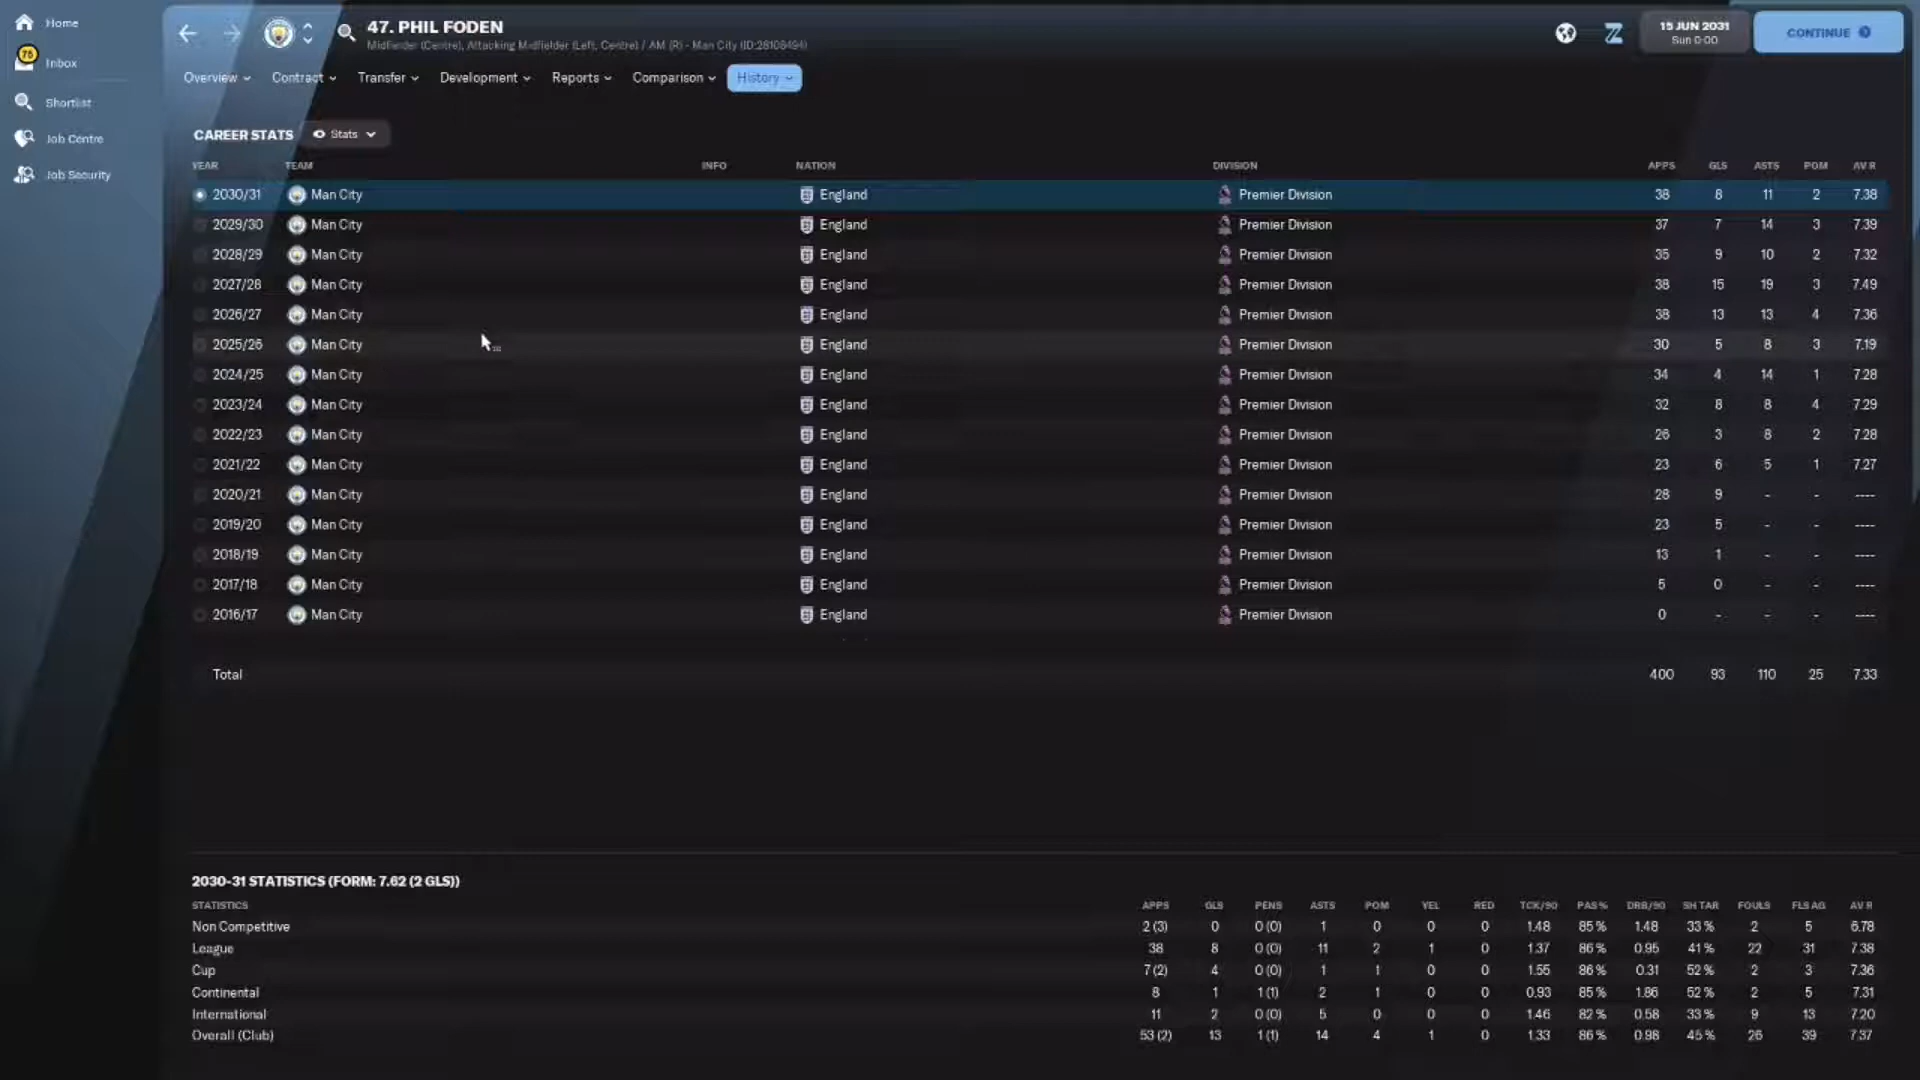 Home
47. PHIL FODEN
Midfielder (Centre), Attacking Midfielder (Left, Centre) / AM (R) - Man City (ID:28108494)
15 JUN 2031
Sun 0:00
CONTINUE
75
Inbox
Overview Contract Transfer Development Reports Comparison History
Shortlist
Job Centre
Job Security
CAREER STATS Stats
YEAR TEAM INFO NATION DIVISION APPS GLS ASTS POM AV R
2030/31 Man City England Premier Division 38 8 11 2 7.38
2029/30 Man City England Premier Division 37 7 14 3 7.39
2028/29 Man City England Premier Division 35 9 10 2 7.32
2027/28 Man City England Premier Division 38 15 19 3 7.49
2026/27 Man City England Premier Division 38 13 13 4 7.36
2025/26 Man City England Premier Division 30 5 8 3 7.19
2024/25 Man City England Premier Division 34 4 14 1 7.28
2023/24 Man City England Premier Division 32 8 8 4 7.29
2022/23 Man City England Premier Division 26 3 8 2 7.28
2021/22 Man City England Premier Division 23 6 5 1 7.27
2020/21 Man City England Premier Division 28 9 - - ----
2019/20 Man City England Premier Division 23 5 - - ----
2018/19 Man City England Premier Division 13 1 - - ----
2017/18 Man City England Premier Division 5 0 - - ----
2016/17 Man City England Premier Division 0 - - - ----
Total 400 93 110 25 7.33
2030-31 STATISTICS (FORM: 7.62 (2 GLS))
STATISTICS APPS GLS PENS ASTS POM YEL RED TCK/90 PAS % DRB/90 SH TAR FOULS FLS AG AV R
Non Competitive 2 (3) 0 0 (0) 1 0 0 0 1.48 85 % 1.48 33 % 2 5 6.78
League 38 8 0 (0) 11 2 1 0 1.37 86 % 0.95 41 % 22 31 7.38
Cup 7 (2) 4 0 (0) 1 1 0 0 1.55 86 % 0.31 52 % 2 3 7.36
Continental 8 1 1 (1) 2 1 0 0 0.93 85 % 1.86 52 % 2 5 7.31
International 11 2 0 (0) 5 0 0 0 1.46 82 % 0.58 33 % 9 13 7.20
Overall (Club) 53 (2) 13 1 (1) 14 4 1 0 1.33 86 % 0.98 45 % 26 39 7.37